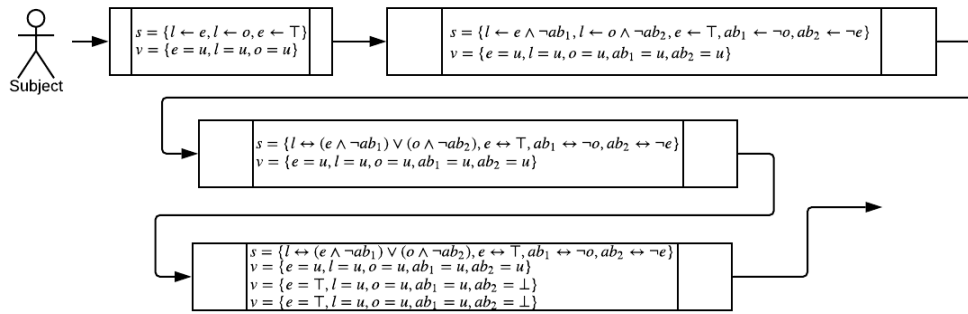 Subject
s = {l ← e, l ← o, e ← ⊤}
v = {e = u, l = u, o = u}
s = {l ← e ∧ ¬ab₁, l ← o ∧ ¬ab₂, e ← ⊤, ab₁ ← ¬o, ab₂ ← ¬e}
v = {e = u, l = u, o = u, ab₁ = u, ab₂ = u}
s = {l ↔ (e ∧ ¬ab₁) ∨ (o ∧ ¬ab₂), e ↔ ⊤, ab₁ ↔ ¬o, ab₂ ↔ ¬e}
v = {e = u, l = u, o = u, ab₁ = u, ab₂ = u}
s = {l ↔ (e ∧ ¬ab₁) ∨ (o ∧ ¬ab₂), e ↔ ⊤, ab₁ ↔ ¬o, ab₂ ↔ ¬e}
v = {e = u, l = u, o = u, ab₁ = u, ab₂ = u}
v = {e = ⊤, l = u, o = u, ab₁ = u, ab₂ = ⊥}
v = {e = ⊤, l = u, o = u, ab₁ = u, ab₂ = ⊥}